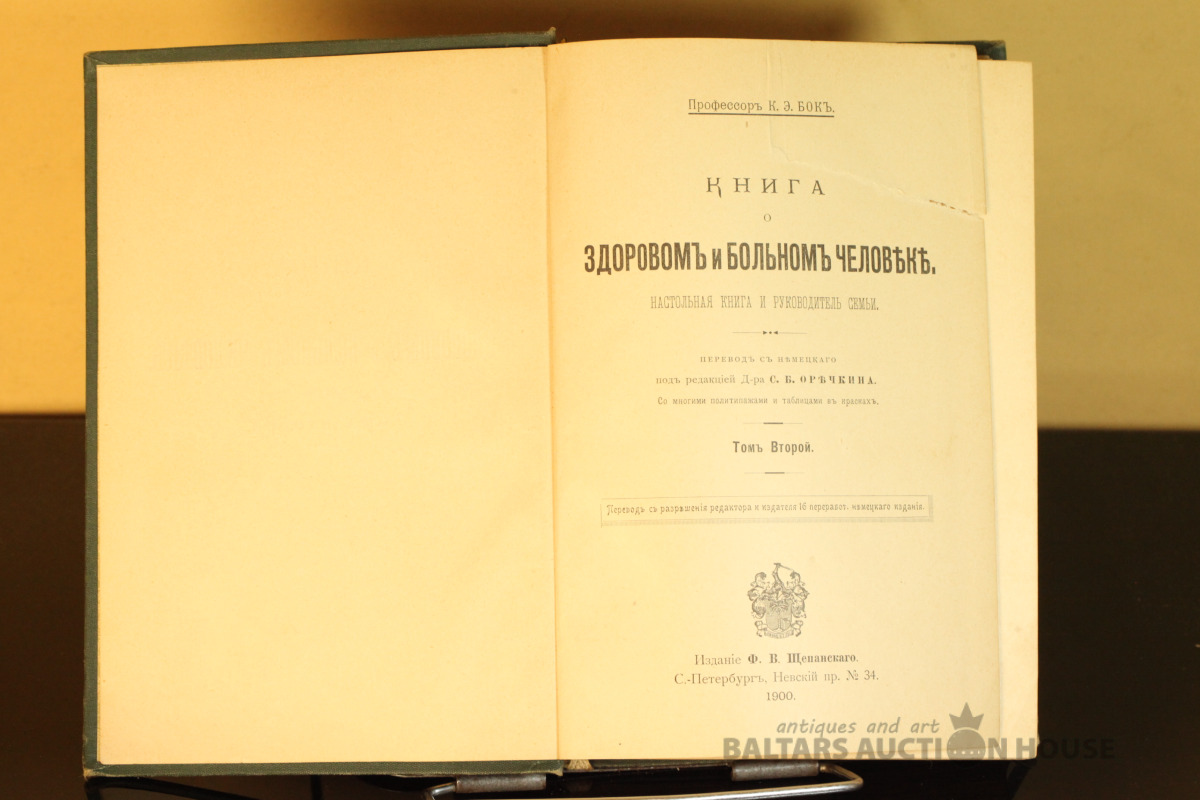 Профессоръ К. Э. БОКЪ.
КНИГА
О
ЗДОРОВОМЪ и БОЛЬНОМЪ ЧЕЛОВѢКѢ.
НАСТОЛЬНАЯ КНИГА И РУКОВОДИТЕЛЬ СЕМЬИ.
ПЕРЕВОДЪ СЪ НѢМЕЦКАГО
подъ редакціей Д-ра С. Б. ОРѢЧКИНА.
Со многими политипажами и таблицами въ краскахъ.
Томъ Второй.
Переводъ съ разрѣшенія редактора и издателя 16 перераβот. нѣмецкаго изданія.
Изданіе Ф. В. Щепанскаго.
С.-Петербургъ, Невскій пр. № 34.
1900.
antiques and art
BALTARS AUCTION HOUSE